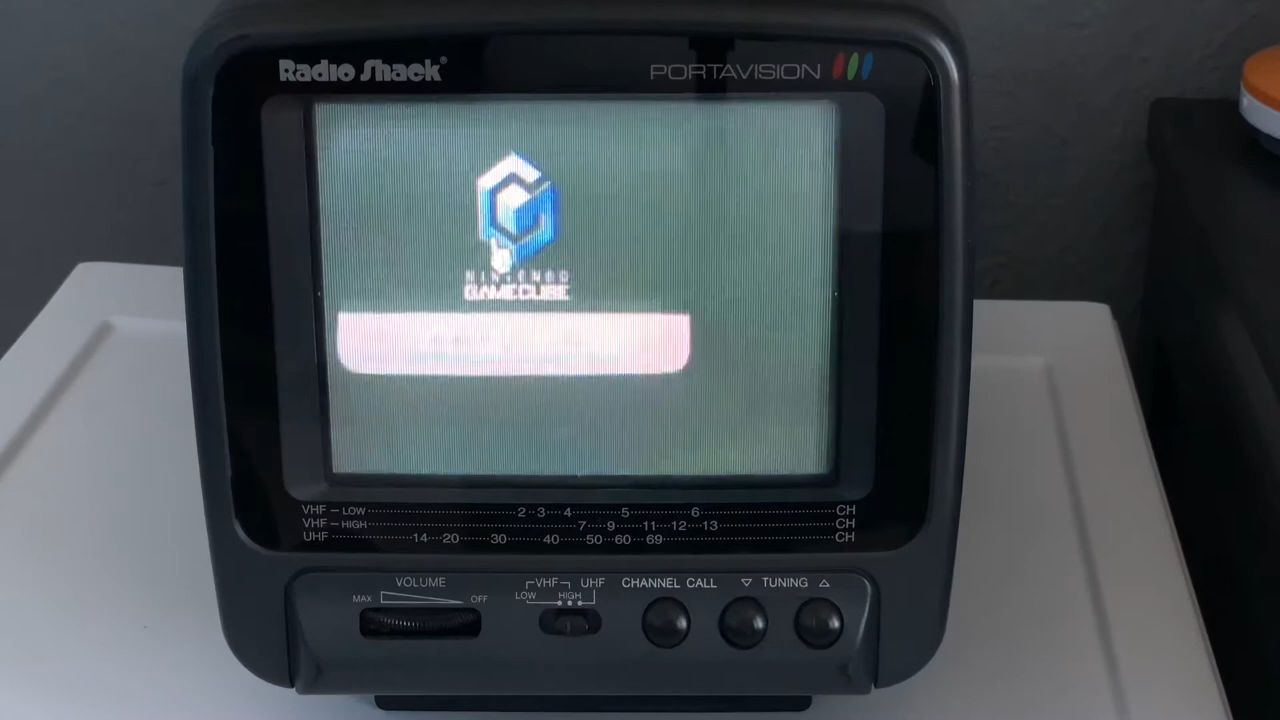 Radio Shack®
PORTAVISION
NINTENDO
GAMECUBE
VHF – LOW 2 3 4 5 6 CH
VHF – HIGH 7 9 11 12 13 CH
UHF 14 20 30 40 50 60 69 CH
VOLUME
MAX OFF
VHF UHF
LOW HIGH
CHANNEL CALL
▽ TUNING △